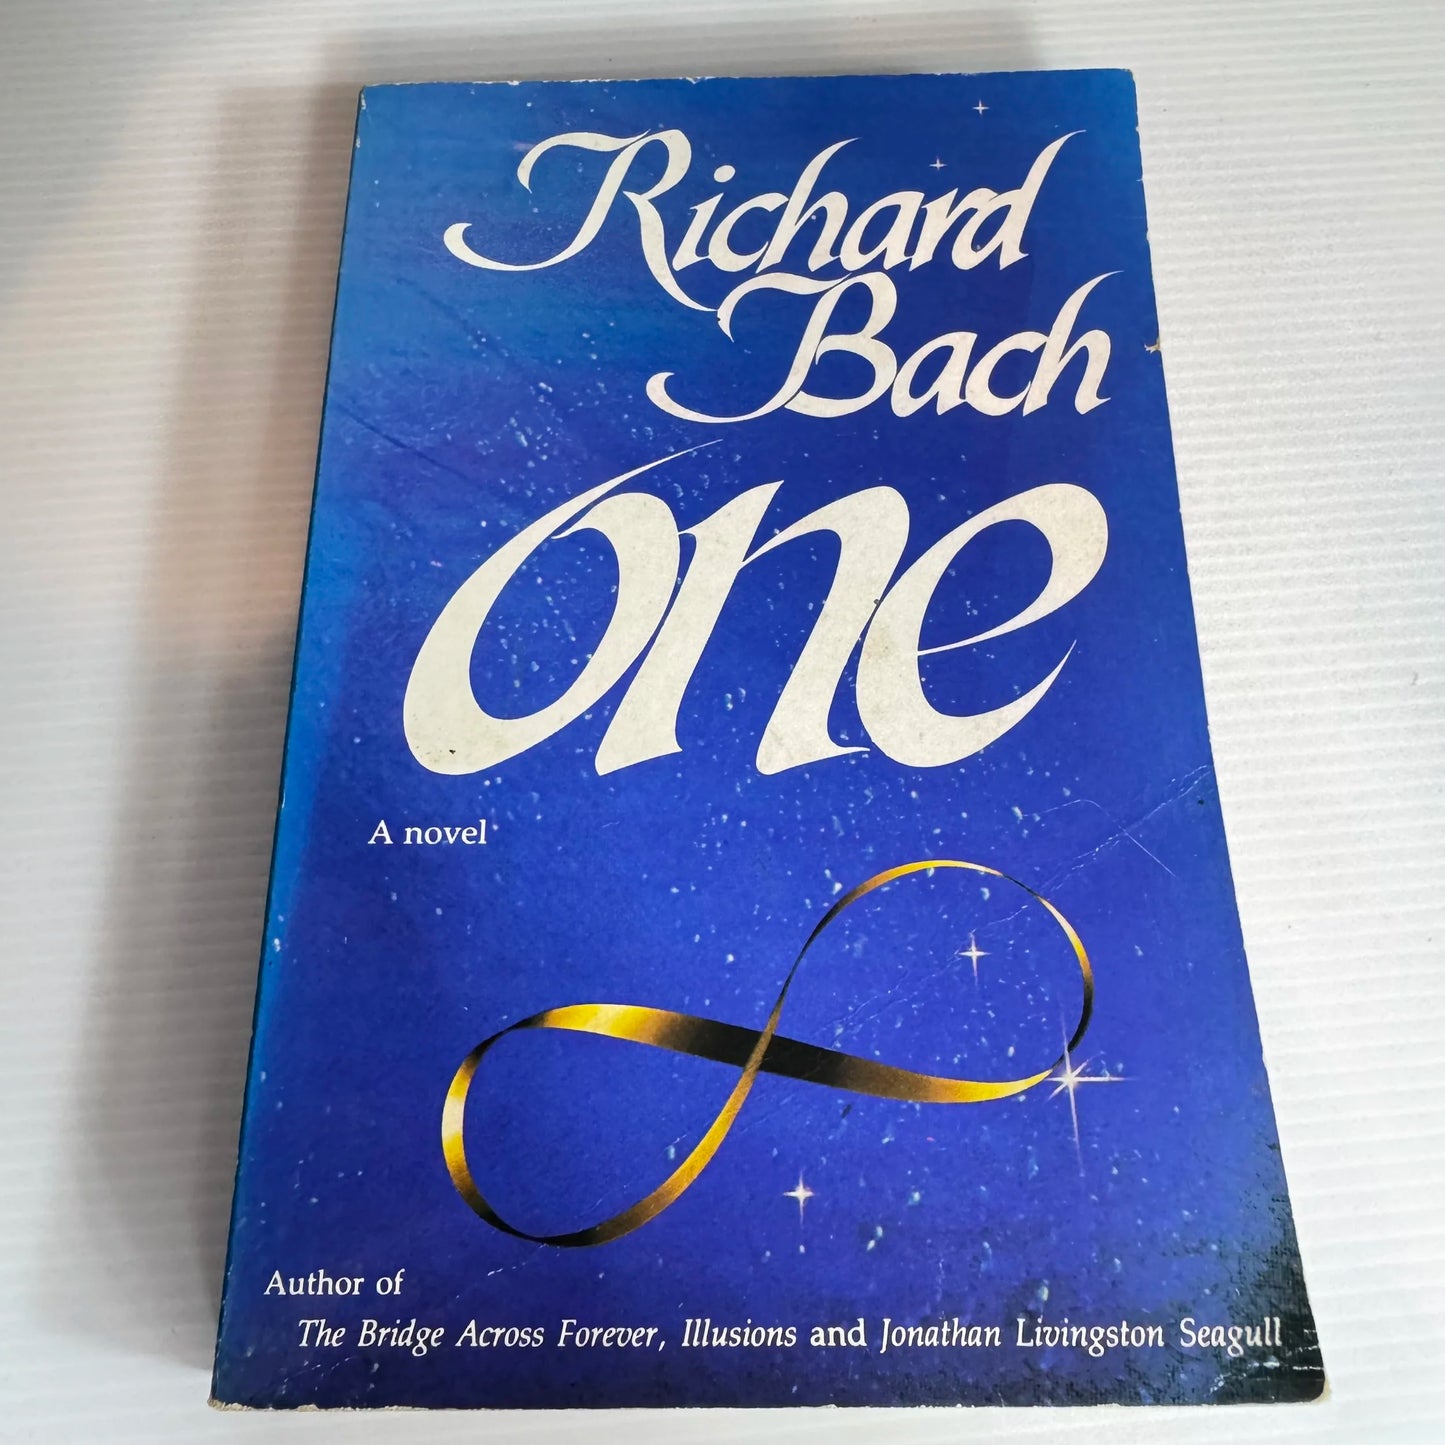 Richard
Bach
one
A novel
Author of
The Bridge Across Forever, Illusions and Jonathan Livingston Seagull